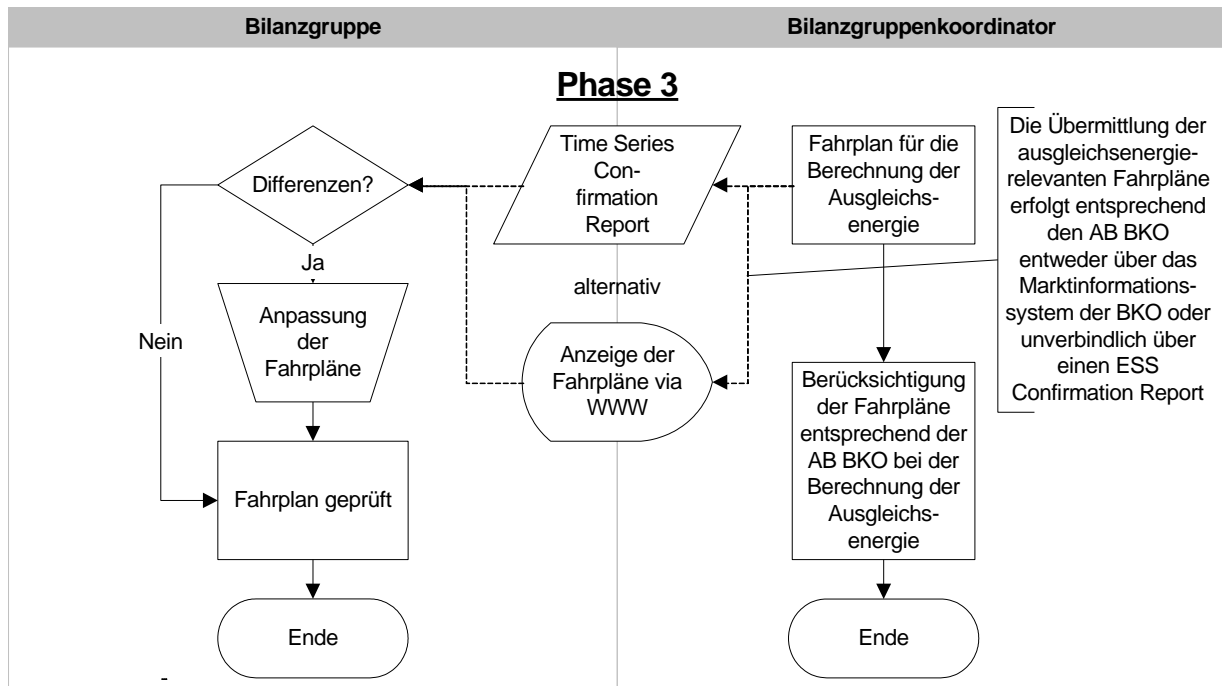 Bilanzgruppe
Bilanzgruppenkoordinator
Phase 3
Differenzen?
Ja
Nein
Anpassung
der
Fahrpläne
Fahrplan geprüft
Ende
Time Series
Con-
firmation
Report
alternativ
Anzeige der
Fahrpläne via
WWW
Fahrplan für die
Berechnung der
Ausgleichs-
energie
Berücksichtigung
der Fahrpläne
entsprechend der
AB BKO bei der
Berechnung der
Ausgleichs-
energie
Ende
Die Übermittlung der
ausgleichsenergie-
relevanten Fahrpläne
erfolgt entsprechend
den AB BKO
entweder über das
Marktinformations-
system der BKO oder
unverbindlich über
einen ESS
Confirmation Report
-